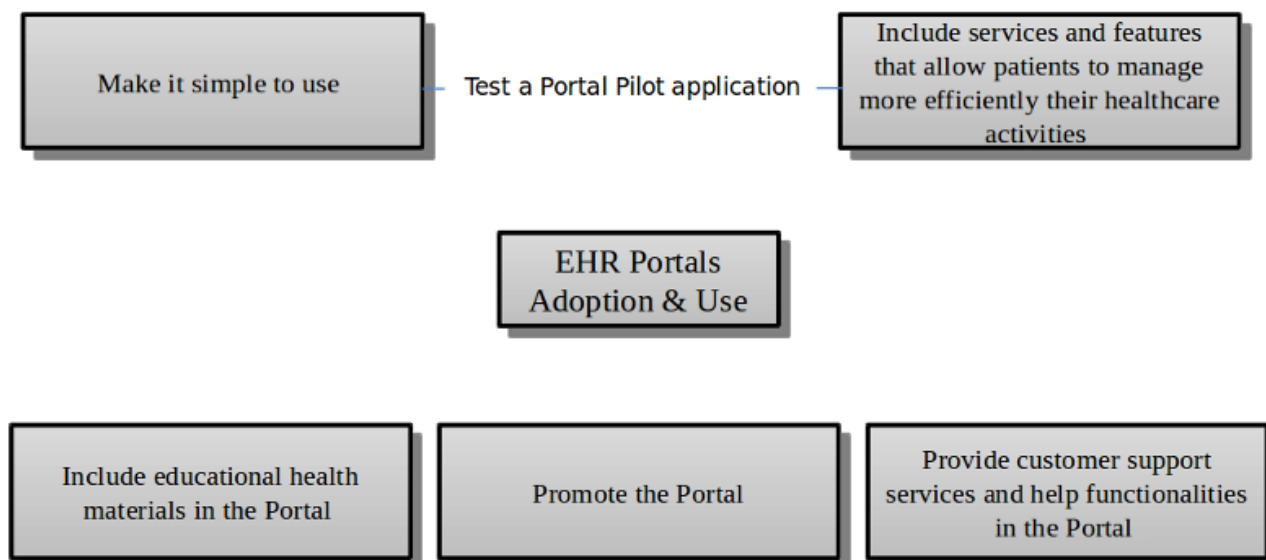 Make it simple to use
Test a Portal Pilot application
Include services and features
that allow patients to manage
more efficiently their healthcare
activities
EHR Portals
Adoption & Use
Include educational health
materials in the Portal
Promote the Portal
Provide customer support
services and help functionalities
in the Portal